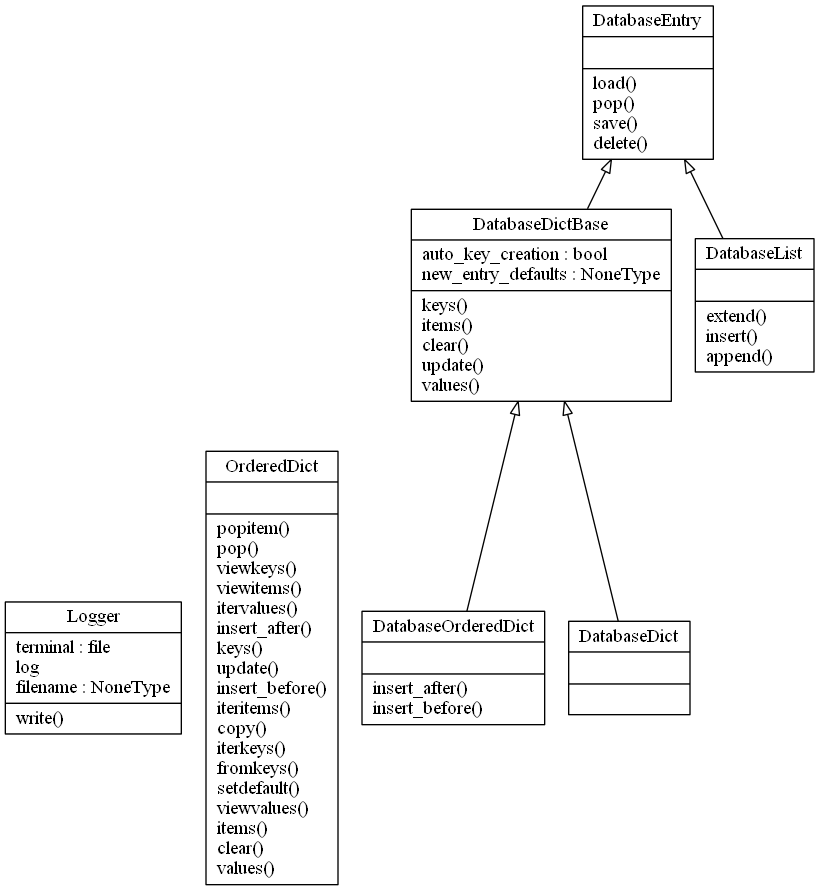 DatabaseEntry
load()
pop()
save()
delete()
DatabaseDictBase
auto_key_creation : bool
new_entry_defaults : NoneType
keys()
items()
clear()
update()
values()
DatabaseList
extend()
insert()
append()
OrderedDict
popitem()
pop()
viewkeys()
viewitems()
itervalues()
insert_after()
keys()
update()
insert_before()
iteritems()
copy()
iterkeys()
fromkeys()
setdefault()
viewvalues()
items()
clear()
values()
Logger
terminal : file
log
filename : NoneType
write()
DatabaseOrderedDict
insert_after()
insert_before()
DatabaseDict